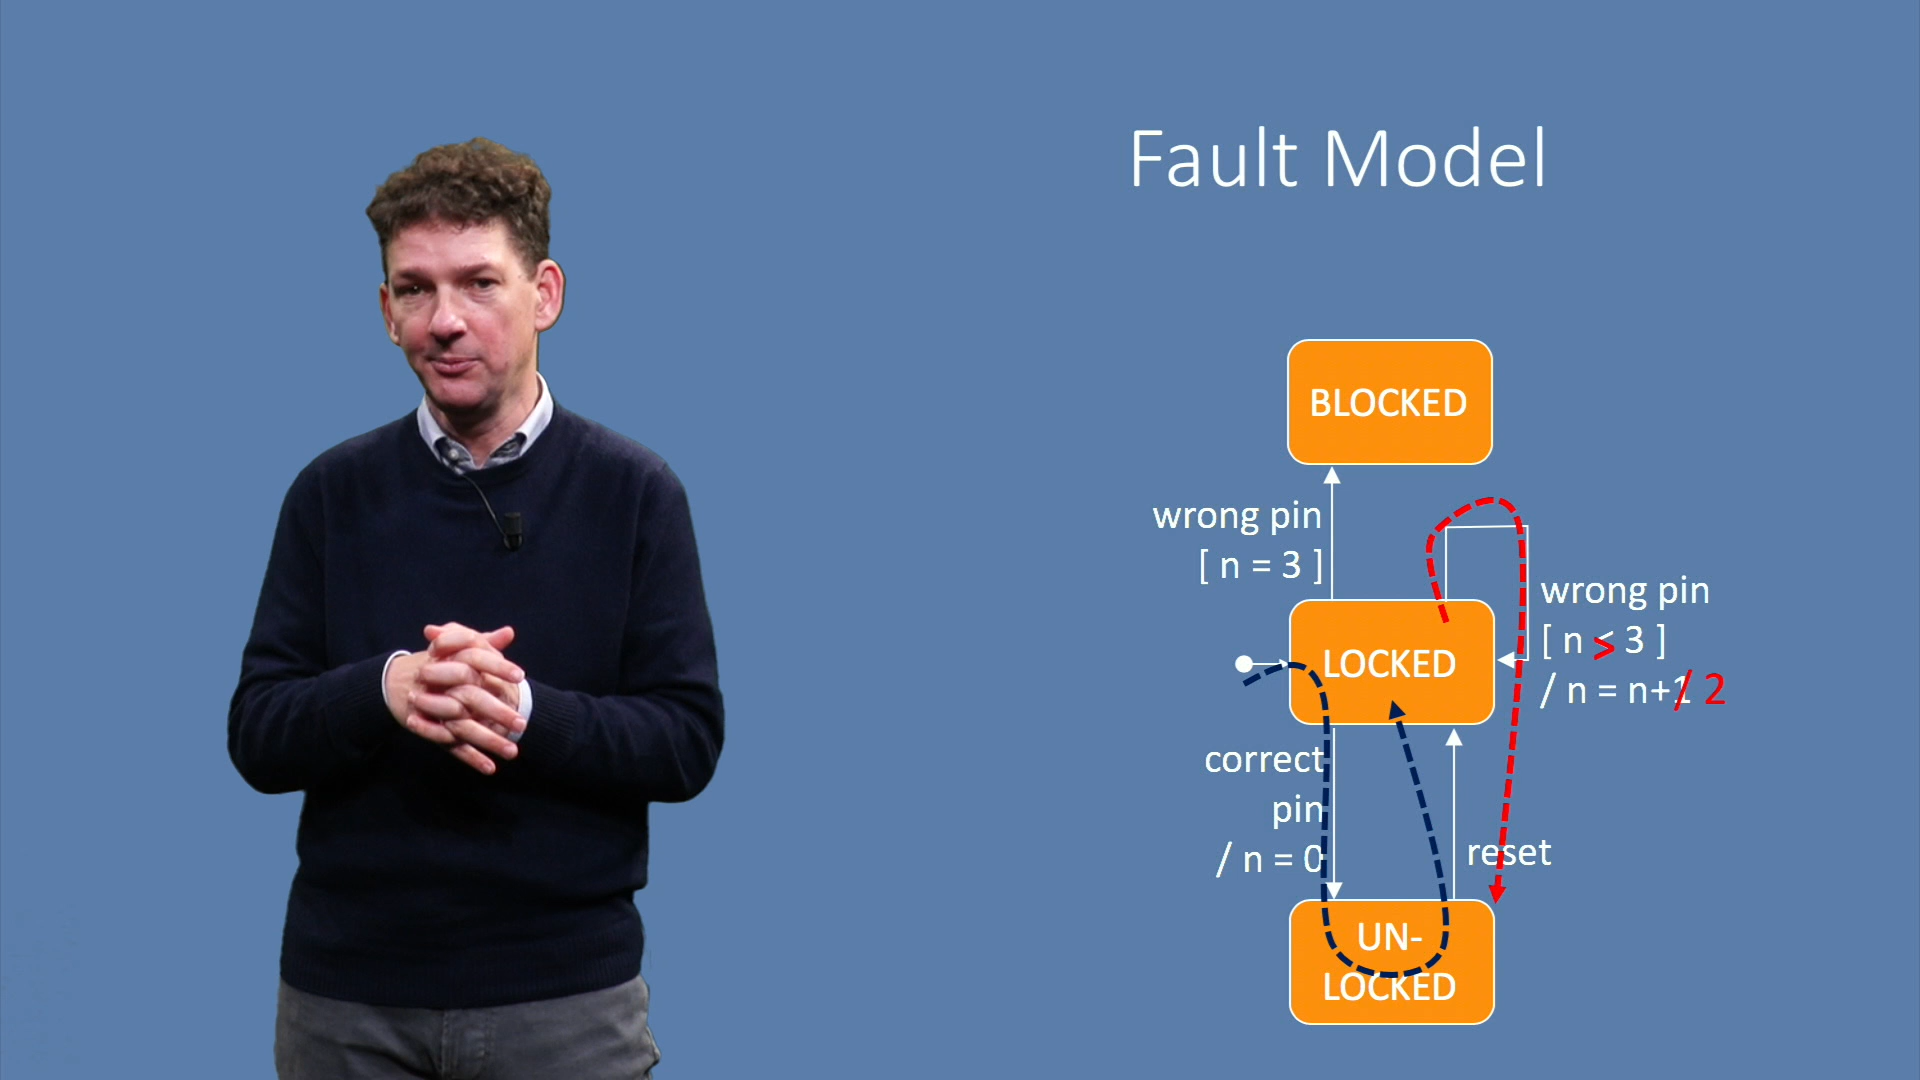 Fault Model
BLOCKED
wrong pin
[ n = 3 ]
wrong pin
[ n < > 3 ]
/ n = n+1 / 2
LOCKED
correct
pin
/ n = 0
reset
UN-
LOCKED